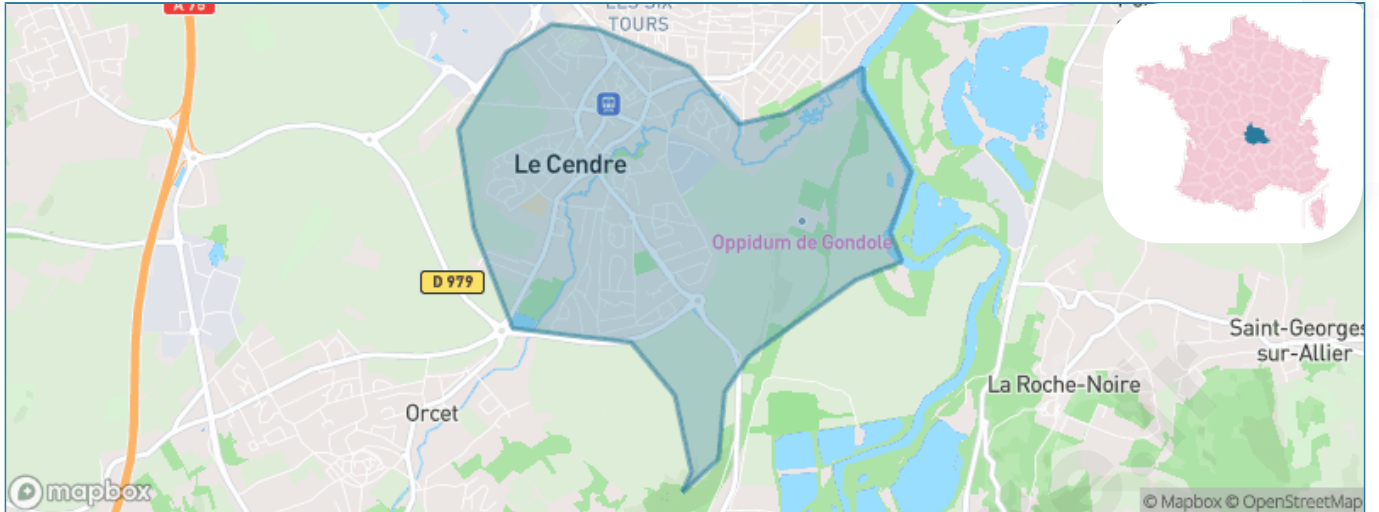 A 75
LES SIX
TOURS
Le Cendre
Oppidum de Gondole
D 979
Saint-Georges-
sur-Allier
La Roche-Noire
Orcet
mapbox
© Mapbox © OpenStreetMap